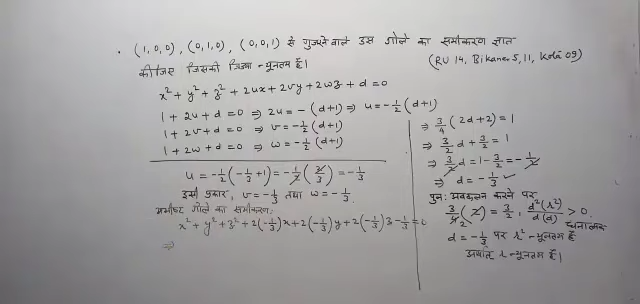 • (1,0,0), (0,1,0), (0,0,1) से गुजरने वाले उस गोले का समीकरण ज्ञात
कीजिए जिसकी त्रिज्या न्यूनतम हैं। (RU 14, Bikaner 5, 11, Kota 09)
x² + y² + z² + 2ux + 2vy + 2wz + d = 0
1 + 2u + d = 0 ⇒ 2u = -(d+1) ⇒ u = -1/2 (d+1)
1 + 2v + d = 0 ⇒ v = -1/2 (d+1)
1 + 2w + d = 0 ⇒ w = -1/2 (d+1)
u = -1/2 (-1/3 + 1) = -1/2 (2/3) = -1/3
इसी प्रकार, v = -1/3 तथा w = -1/3.
अभीष्ट गोले का समीकरण,
x² + y² + z² + 2(-1/3)x + 2(-1/3)y + 2(-1/3)z - 1/3 = 0
⇒
⇒ 3/4 (2d+2) = 1
⇒ 3/2 d + 3/2 = 1
⇒ 3/2 d = 1 - 3/2 = -1/2
⇒ d = -1/3 ✓
पुनः अवकलन करने पर
3/4 (2) = 3/2, d²(r²)/d(d) > 0
धनात्मक
d = -1/3 पर r² न्यूनतम हैं
अर्थात r न्यूनतम हैं।